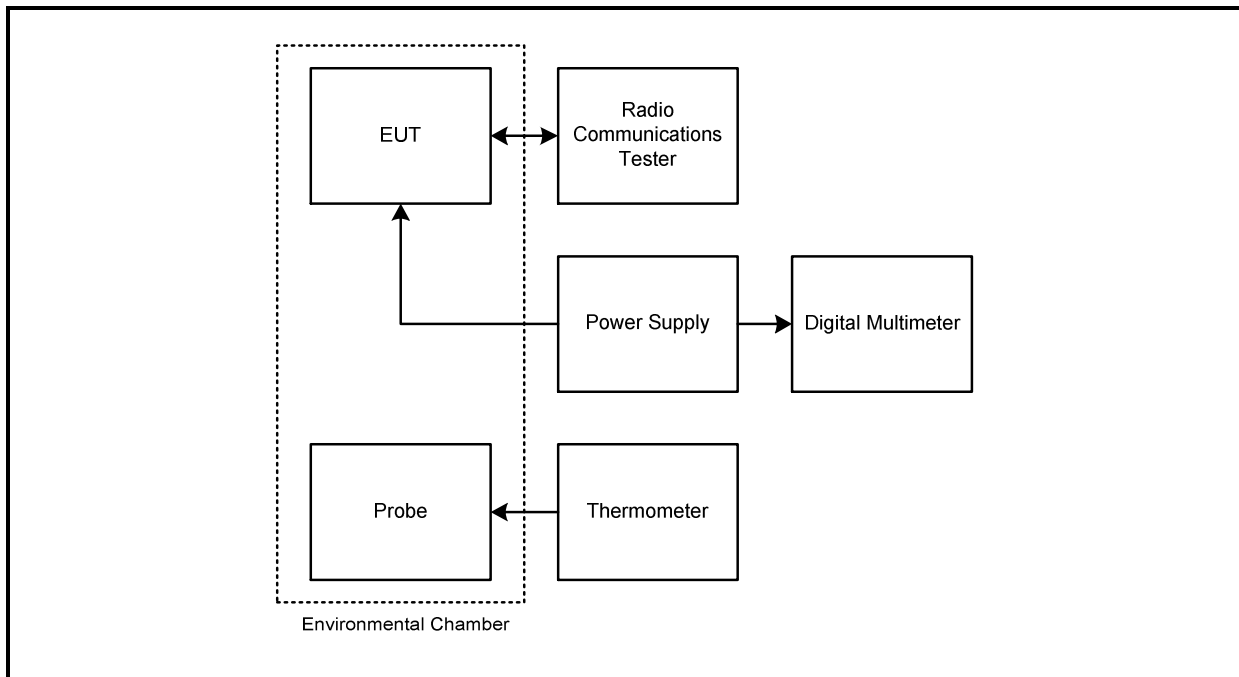 EUT
Radio
Communications
Tester
Power Supply
Digital Multimeter
Probe
Thermometer
Environmental Chamber